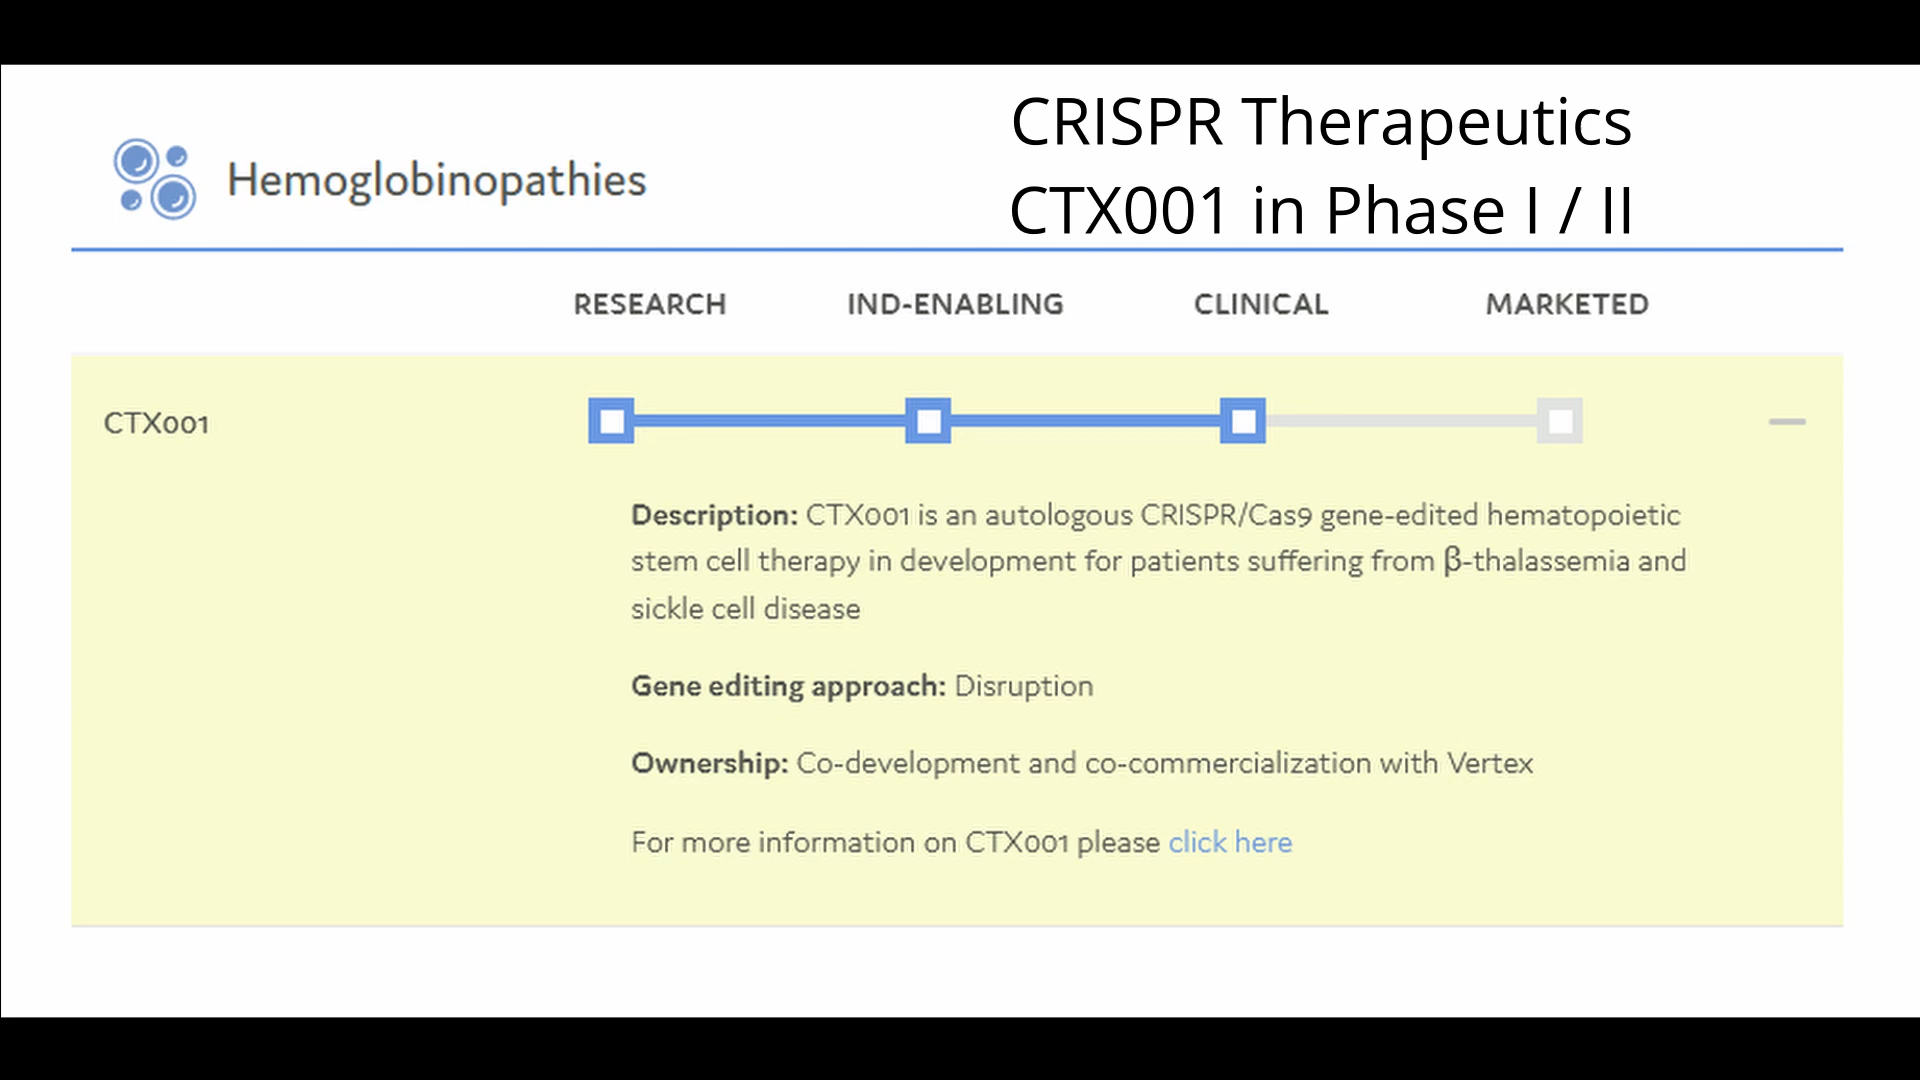 CRISPR Therapeutics
CTX001 in Phase I / II
Hemoglobinopathies
RESEARCH IND-ENABLING CLINICAL MARKETED
CTX001
Description: CTX001 is an autologous CRISPR/Cas9 gene-edited hematopoietic
stem cell therapy in development for patients suffering from β-thalassemia and
sickle cell disease
Gene editing approach: Disruption
Ownership: Co-development and co-commercialization with Vertex
For more information on CTX001 please click here